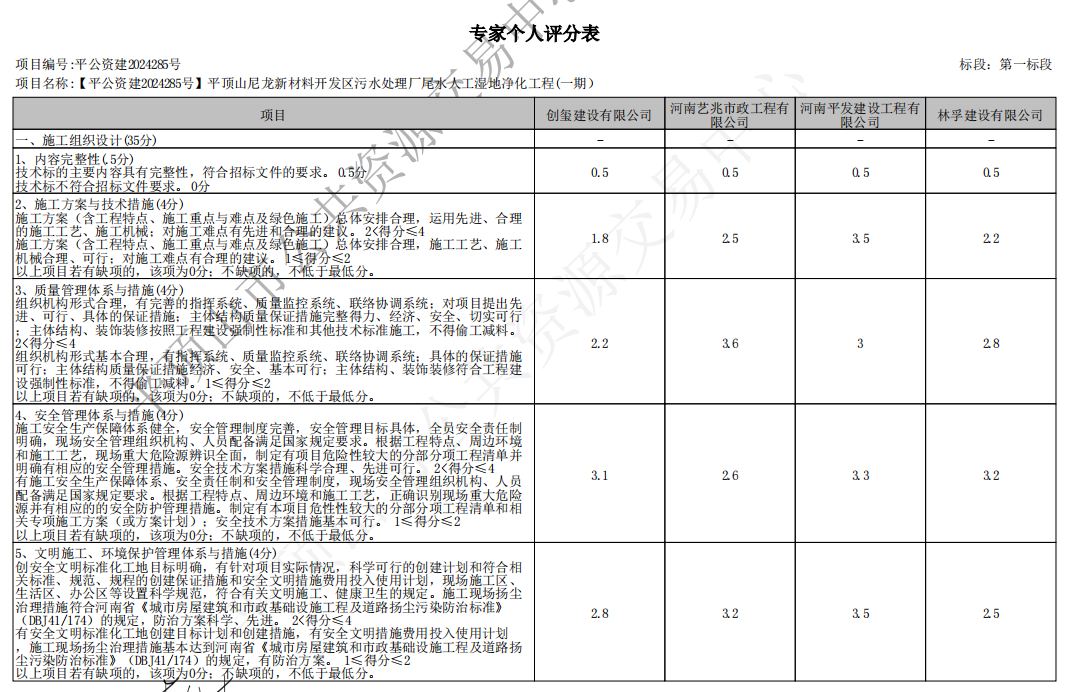 专家个人评分表
项目编号:平公资建2024285号
标段：第一标段
项目名称:【平公资建2024285号】平顶山尼龙新材料开发区污水处理厂尾水人工湿地净化工程(一期)
项目 创玺建设有限公司 河南艺兆市政工程有限公司 河南平发建设工程有限公司 林孚建设有限公司
一、施工组织设计(35分) - - - -
1、内容完整性(.5分)
技术标的主要内容具有完整性，符合招标文件的要求。0.5分
技术标不符合招标文件要求。0分
0.5 0.5 0.5 0.5
2、施工方案与技术措施(4分)
施工方案（含工程特点、施工重点与难点及绿色施工）总体安排合理，运用先进、合理
的施工工艺、施工机械；对施工难点有先进和合理的建议。2<得分≤4
施工方案（含工程特点、施工重点与难点及绿色施工）总体安排合理，施工工艺、施工
机械合理、可行；对施工难点有合理的建议。1≤得分≤2
以上项目若有缺项的，该项为0分；不缺项的，不低于最低分。
1.8 2.5 3.5 2.2
3、质量管理体系与措施(4分)
组织机构形式合理，有完善的指挥系统、质量监控系统、联络协调系统；对项目提出先
进、可行、具体的保证措施；主体结构质量保证措施完整得力、经济、安全、切实可行
；主体结构、装饰装修按照工程建设强制性标准和其他技术标准施工，不得偷工减料。
2<得分≤4
组织机构形式基本合理，有指挥系统、质量监控系统、联络协调系统；具体的保证措施
可行；主体结构质量保证措施经济、安全、基本可行；主体结构、装饰装修符合工程建
设强制性标准，不得偷工减料。1≤得分≤2
以上项目若有缺项的，该项为0分；不缺项的，不低于最低分。
2.2 3.6 3 2.8
4、安全管理体系与措施(4分)
施工安全生产保障体系健全，安全管理制度完善，安全管理目标具体，全员安全责任制
明确，现场安全管理组织机构、人员配备满足国家规定要求。根据工程特点、周边环境
和施工工艺，现场重大危险源辨识全面，制定有项目危险性较大的分部分项工程清单并
明确有相应的安全管理措施。安全技术方案措施科学合理、先进可行。 2<得分≤4
有施工安全生产保障体系、安全责任制和安全管理制度，现场安全管理组织机构、人员
配备满足国家规定要求。根据工程特点、周边环境和施工工艺，正确识别现场重大危险
源并有相应的的安全防护管理措施。制定有本项目危性性较大的分部分项工程清单和相
关专项施工方案（或方案计划）；安全技术方案措施基本可行。 1≤得分≤2
以上项目若有缺项的，该项为0分；不缺项的，不低于最低分。
3.1 2.6 3.3 3.2
5、文明施工、环境保护管理体系与措施(4分)
创安全文明标准化工地目标明确，有针对项目实际情况，科学可行的创建计划和符合相
关标准、规范、规程的创建保证措施和安全文明措施费用投入使用计划，现场施工区、
生活区、办公区等设置科学规范，符合有关文明施工、健康卫生的规定。施工现场扬尘
治理措施符合河南省《城市房屋建筑和市政基础设施工程及道路扬尘污染防治标准》
（DBJ41/174）的规定，防治方案科学、先进。 2<得分≤4
有安全文明标准化工地创建目标计划和创建措施，有安全文明措施费用投入使用计划
，施工现场扬尘治理措施基本达到河南省《城市房屋建筑和市政基础设施工程及道路扬
尘污染防治标准》（DBJ41/174）的规定，有防治方案。 1≤得分≤2
以上项目若有缺项的，该项为0分；不缺项的，不低于最低分。
2.8 3.2 3.5 2.5